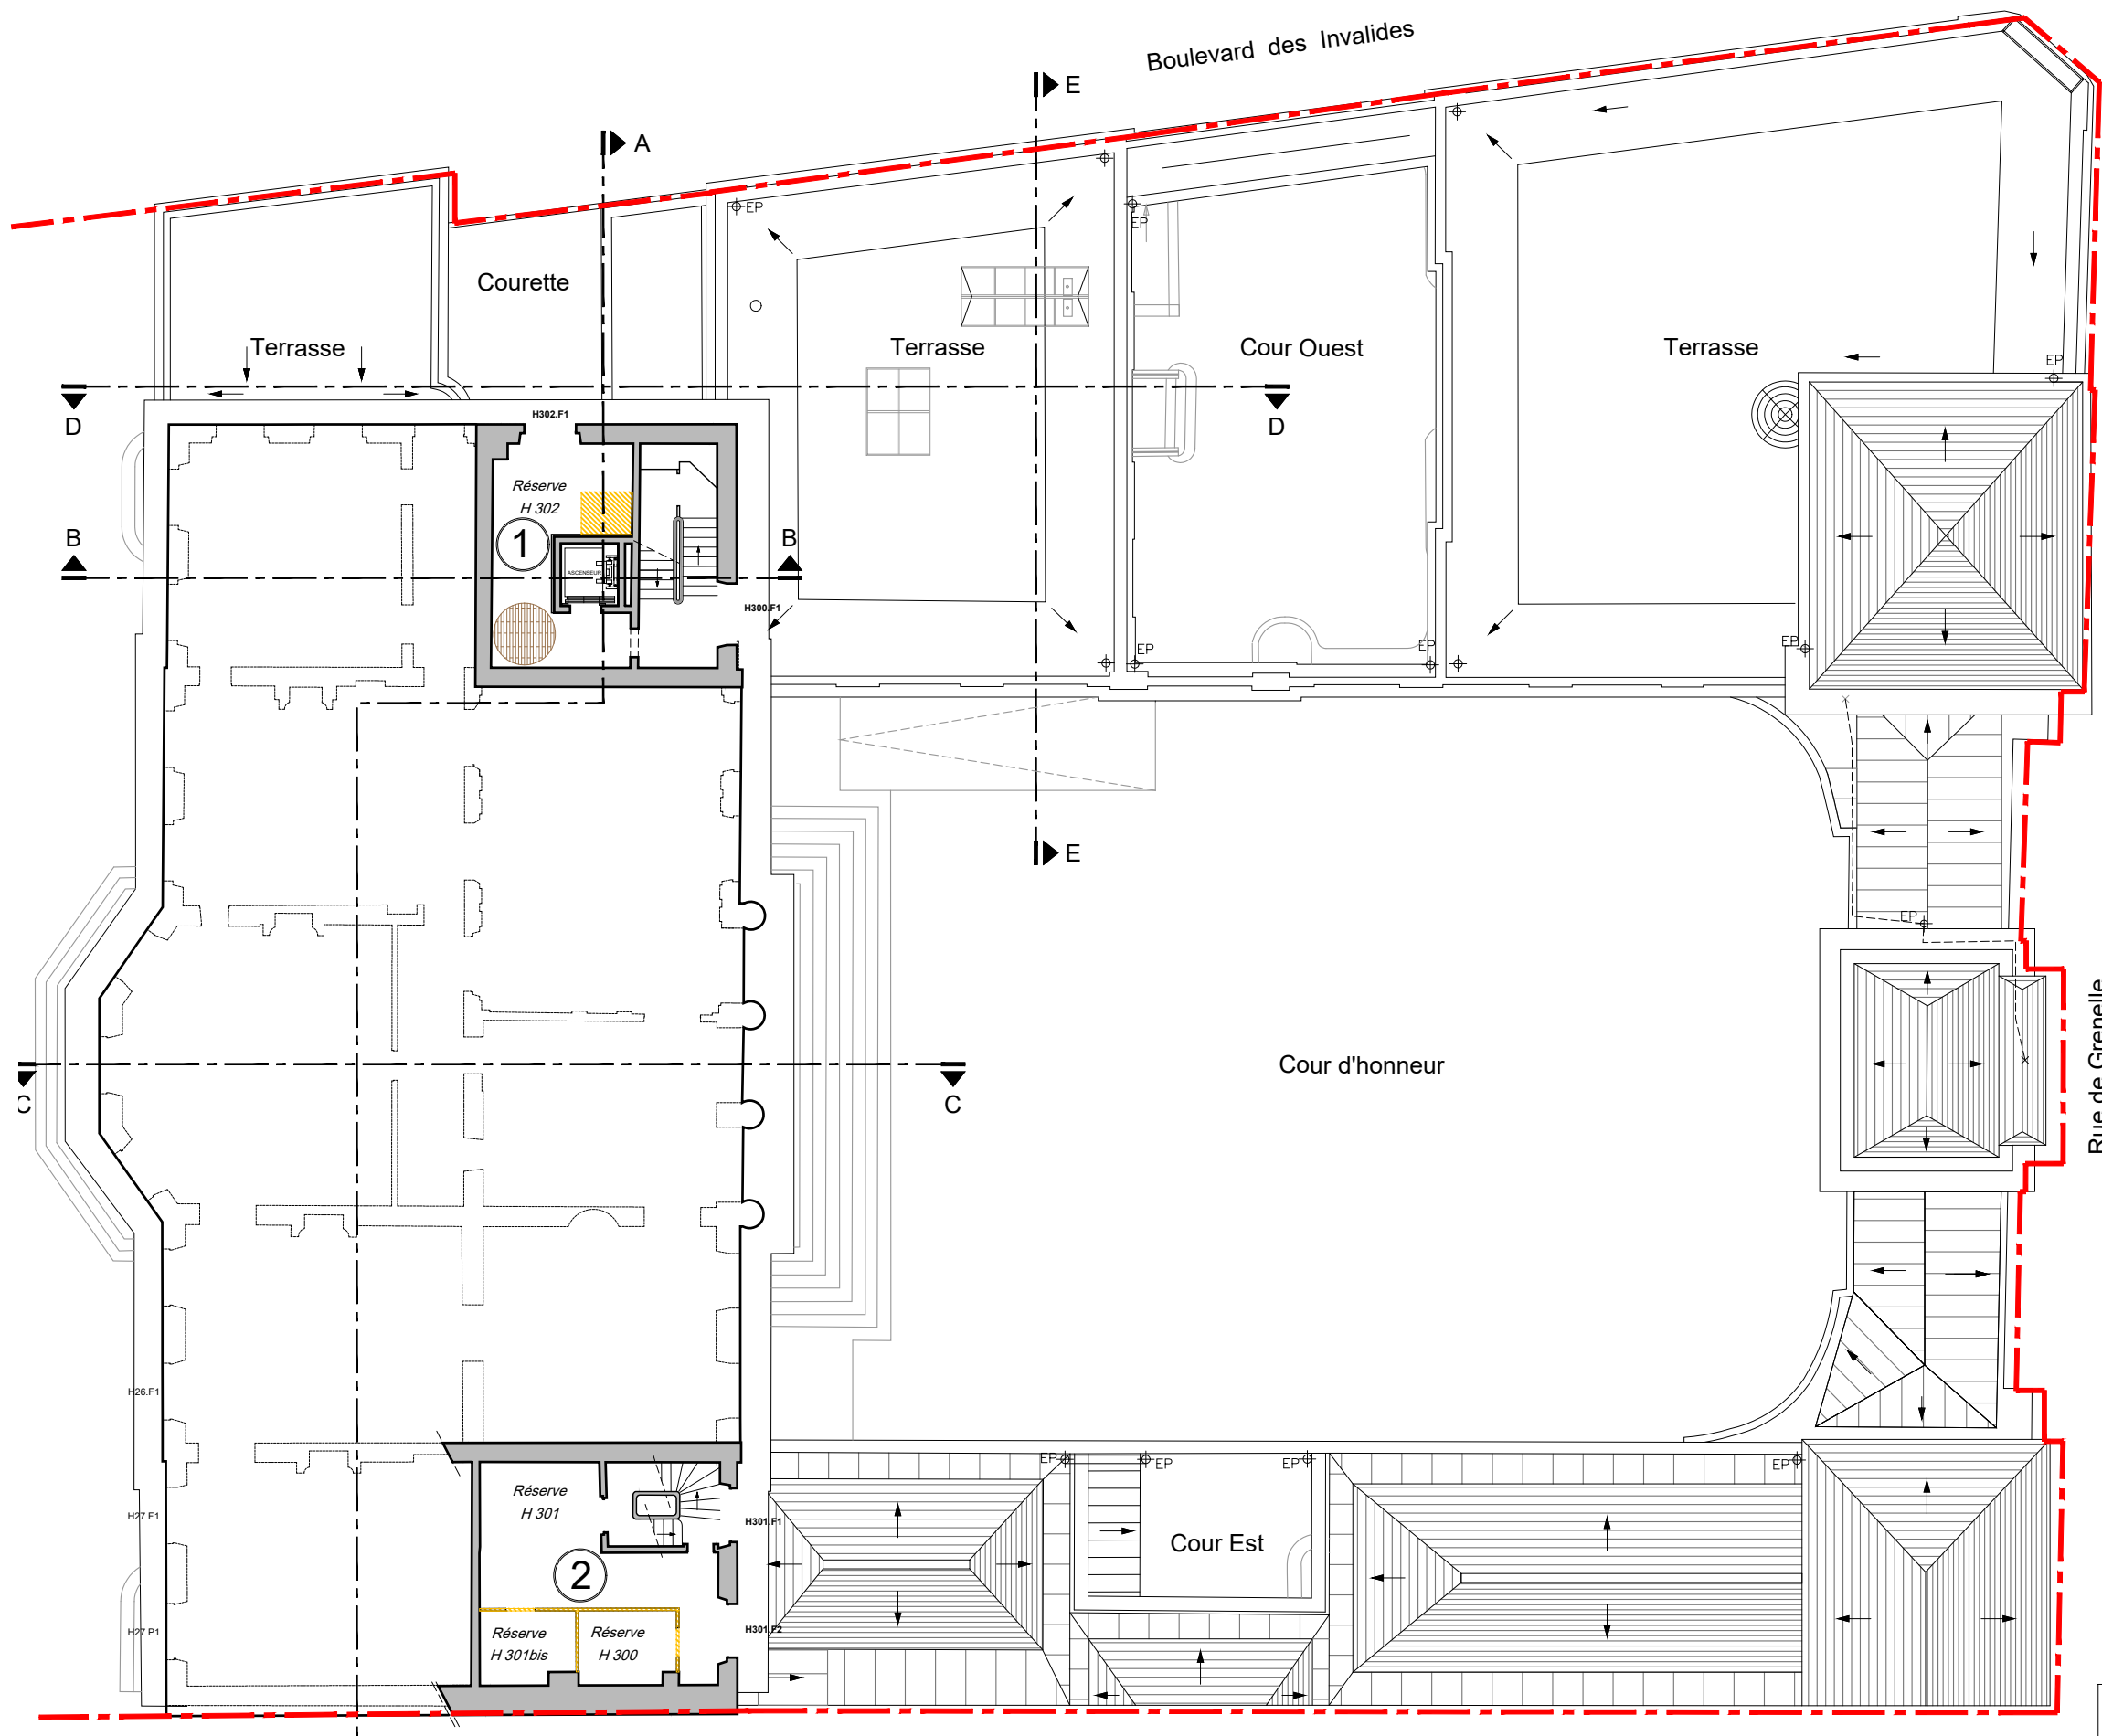 Boulevard des Invalides
E
A
EP
EP
Courette
Terrasse
Terrasse
Cour Ouest
Terrasse
EP
D
D
H302.F1
Réserve
H 302
1
B
B
ASCENSEUR
H300.F1
EP
EP
EP
E
EP
Rue de Grenelle
Cour d'honneur
C
C
H26.F1
EP
EP
EP
EP
Réserve
H 301
H27.F1
H301.F1
Cour Est
2
Réserve
H 301bis
Réserve
H 300
H27.P1
H301.F2